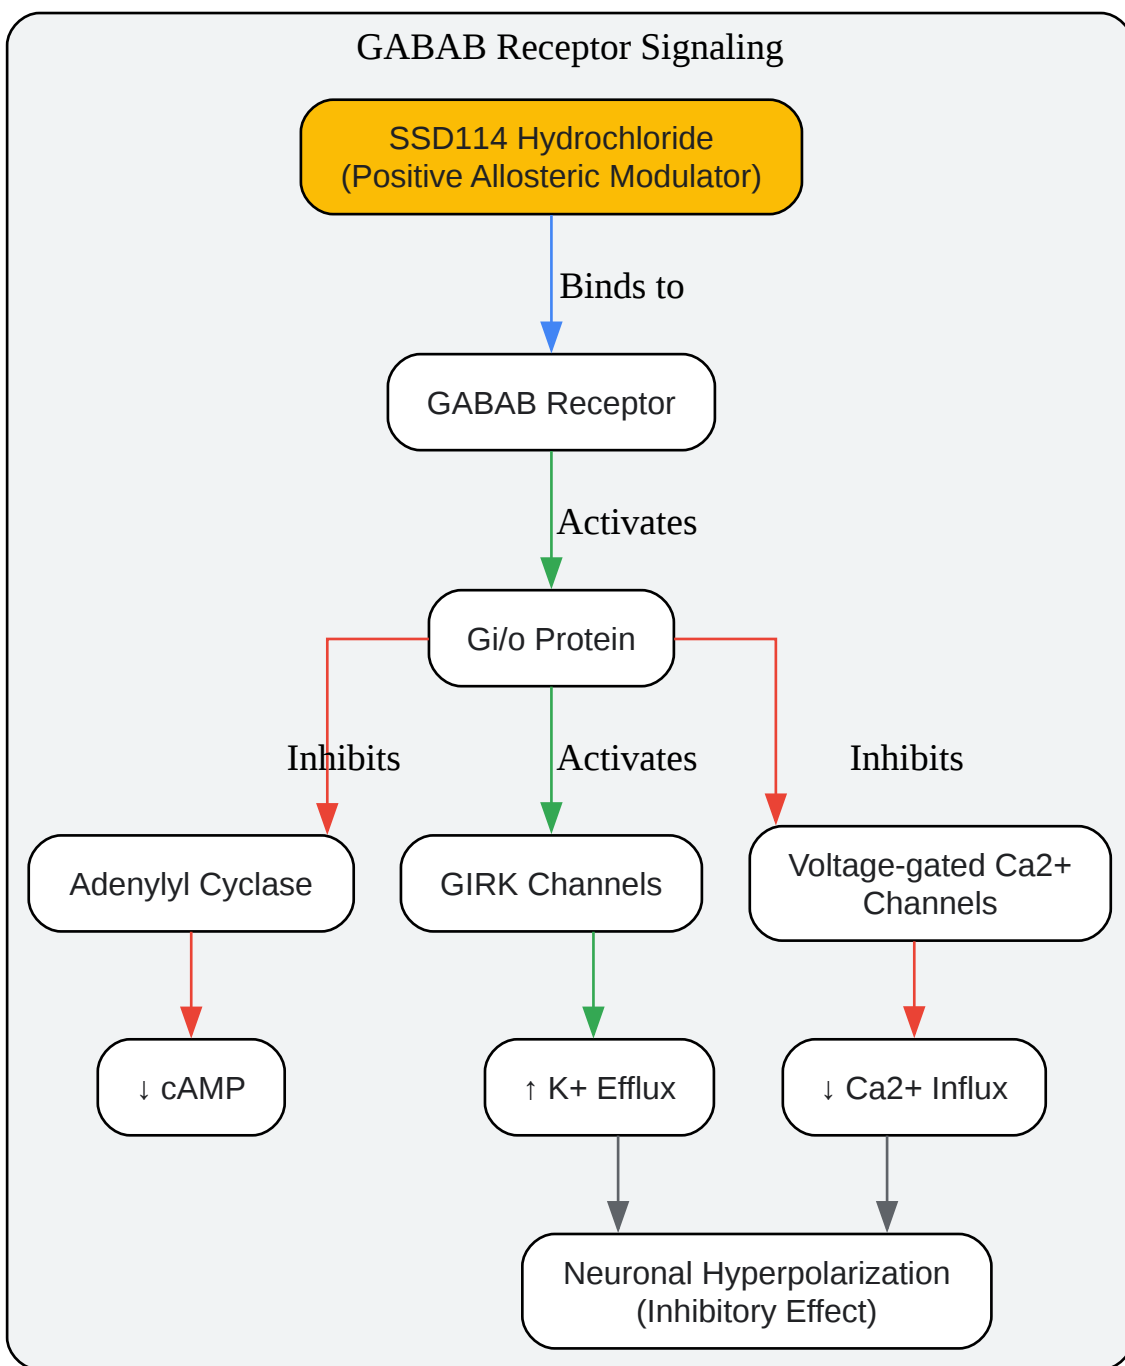 GABAB Receptor Signaling
SSD114 Hydrochloride
(Positive Allosteric Modulator)
Binds to
GABAB Receptor
Activates
Gi/o Protein
Inhibits
Activates
Inhibits
Adenylyl Cyclase
GIRK Channels
Voltage-gated Ca2+
Channels
↓ cAMP
↑ K+ Efflux
↓ Ca2+ Influx
Neuronal Hyperpolarization
(Inhibitory Effect)